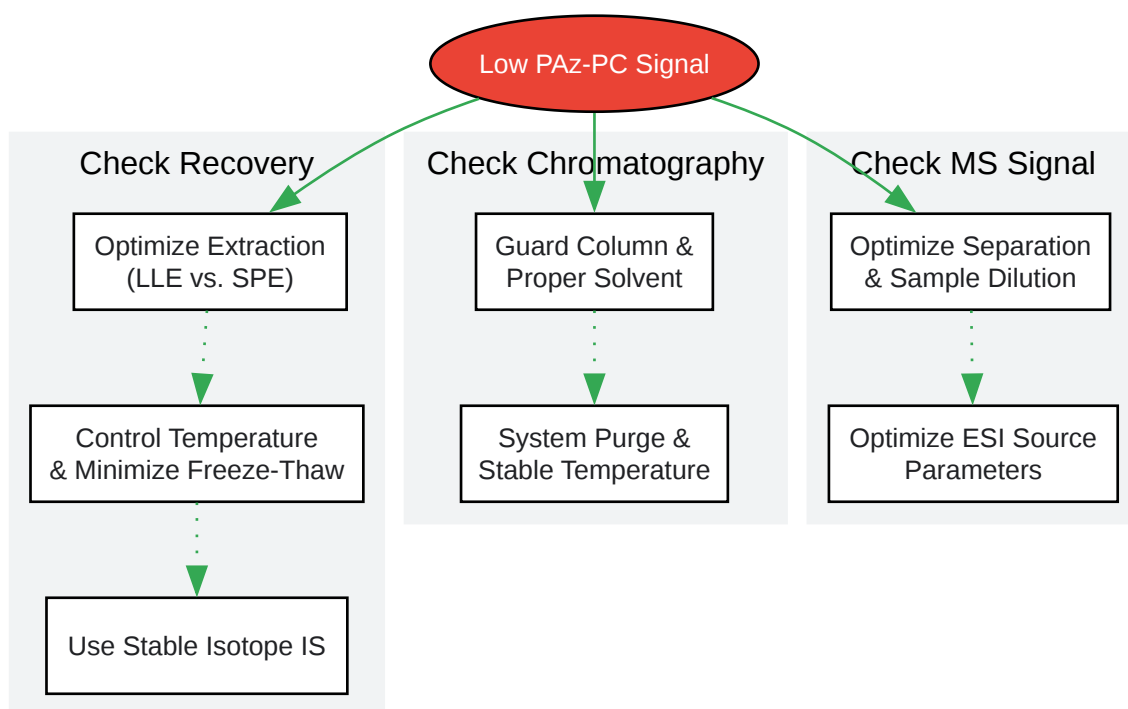 Low PAz-PC Signal
Check Recovery
Optimize Extraction
(LLE vs. SPE)
Control Temperature
& Minimize Freeze-Thaw
Use Stable Isotope IS
Check Chromatography
Guard Column &
Proper Solvent
System Purge &
Stable Temperature
Check MS Signal
Optimize Separation
& Sample Dilution
Optimize ESI Source
Parameters